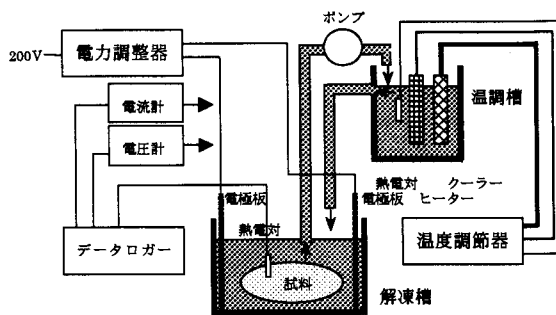 ポンプ
200V
電力調整器
電流計
電圧計
温調槽
熱電対 クーラー
電極板 電極板 ヒーター
熱電対
データロガー
試料
温度調節器
解凍槽